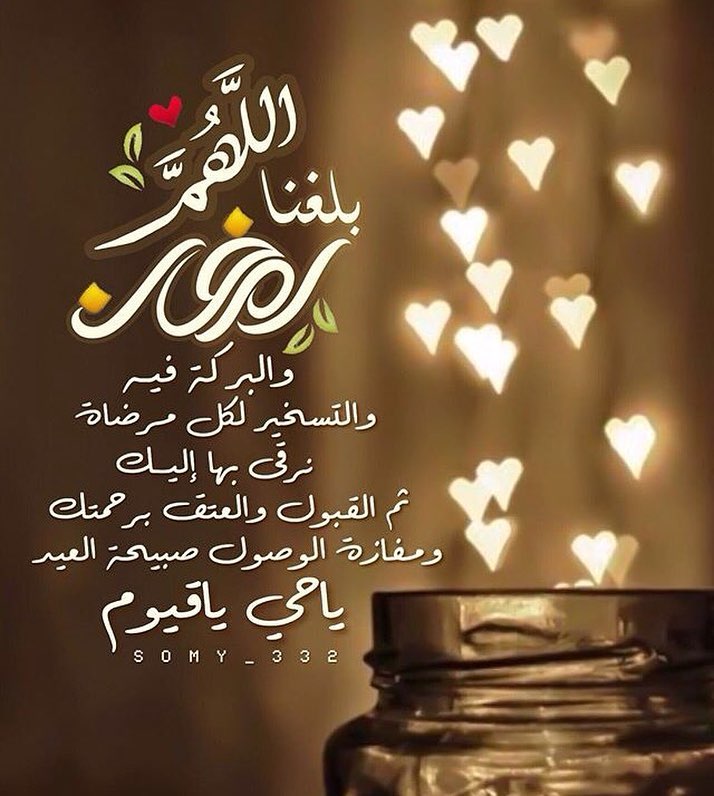 اللَّهُمَّ
بلغنا
رمضان
والبركة فيه
والتسخير لكل مرضاة
نرقى بها إليك
ثم القبول والعتق برحمتك
ومفازة الوصول صبيحة العيد
ياحي ياقيوم
SOMY_332